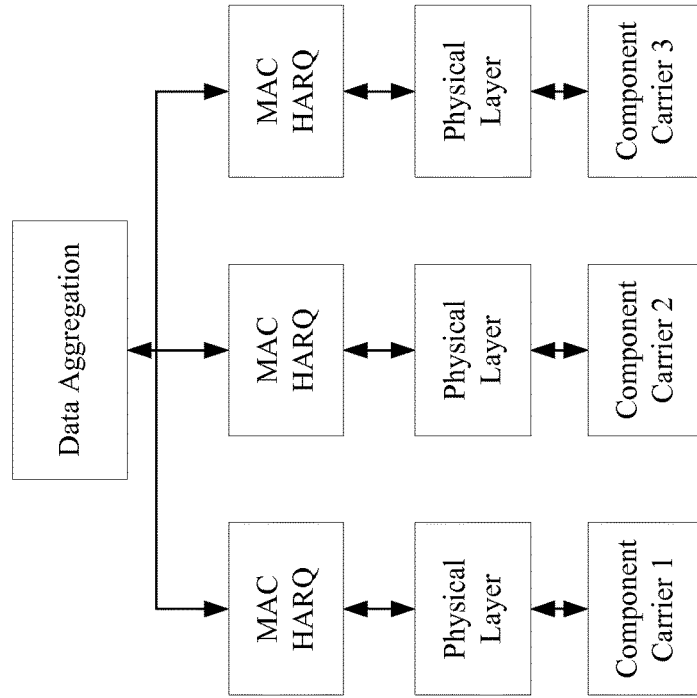 Data Aggregation
MAC
HARQ
MAC
HARQ
MAC
HARQ
Physical
Layer
Physical
Layer
Physical
Layer
Component
Carrier 1
Component
Carrier 2
Component
Carrier 3